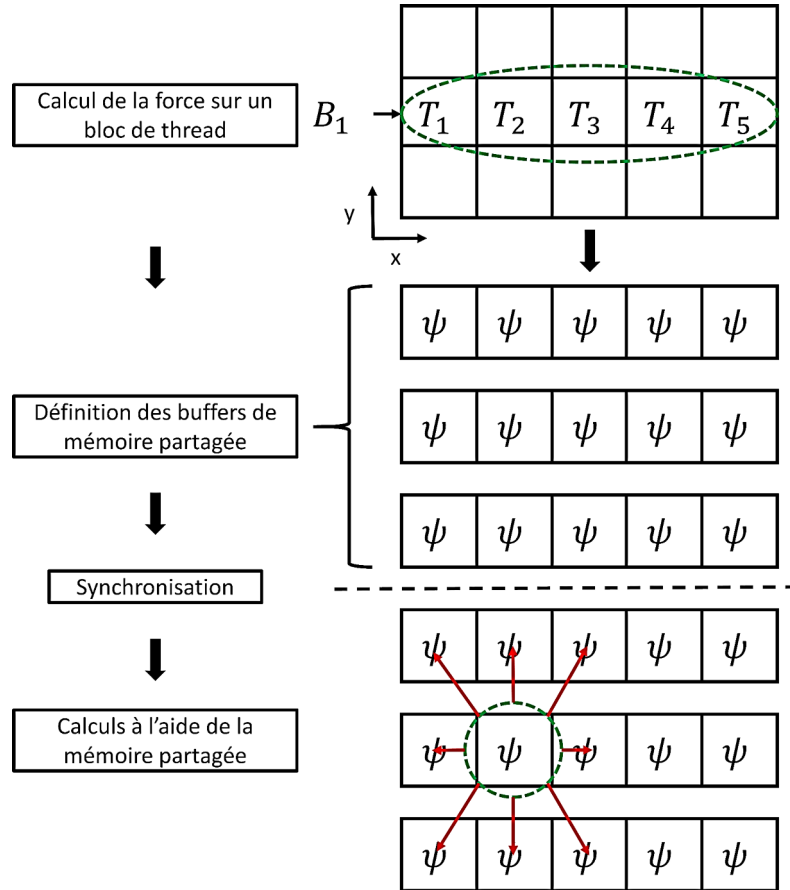 Calcul de la force sur un
bloc de thread
B₁
T₁ T₂ T₃ T₄ T₅
y
x
ψ ψ ψ ψ ψ
Définition des buffers de
mémoire partagée
ψ ψ ψ ψ ψ
ψ ψ ψ ψ ψ
Synchronisation
ψ ψ ψ ψ ψ
Calculs à l'aide de la
mémoire partagée
ψ ψ ψ ψ ψ
ψ ψ ψ ψ ψ